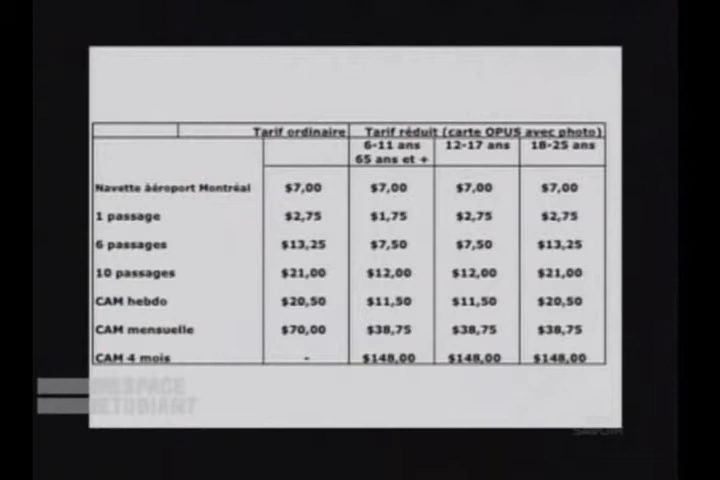 Tarif ordinaire Tarif réduit (carte OPUS avec photo)
6-11 ans 12-17 ans 18-25 ans
65 ans et +
Navette aéroport Montréal $7,00 $7,00 $7,00 $7,00
1 passage $2,75 $1,75 $2,75 $2,75
6 passages $13,25 $7,50 $7,50 $13,25
10 passages $21,00 $12,00 $12,00 $21,00
CAM hebdo $20,50 $11,50 $11,50 $20,50
CAM mensuelle $70,00 $38,75 $38,75 $38,75
CAM 4 mois - $148,00 $148,00 $148,00
ESPACE
ETUDIANT